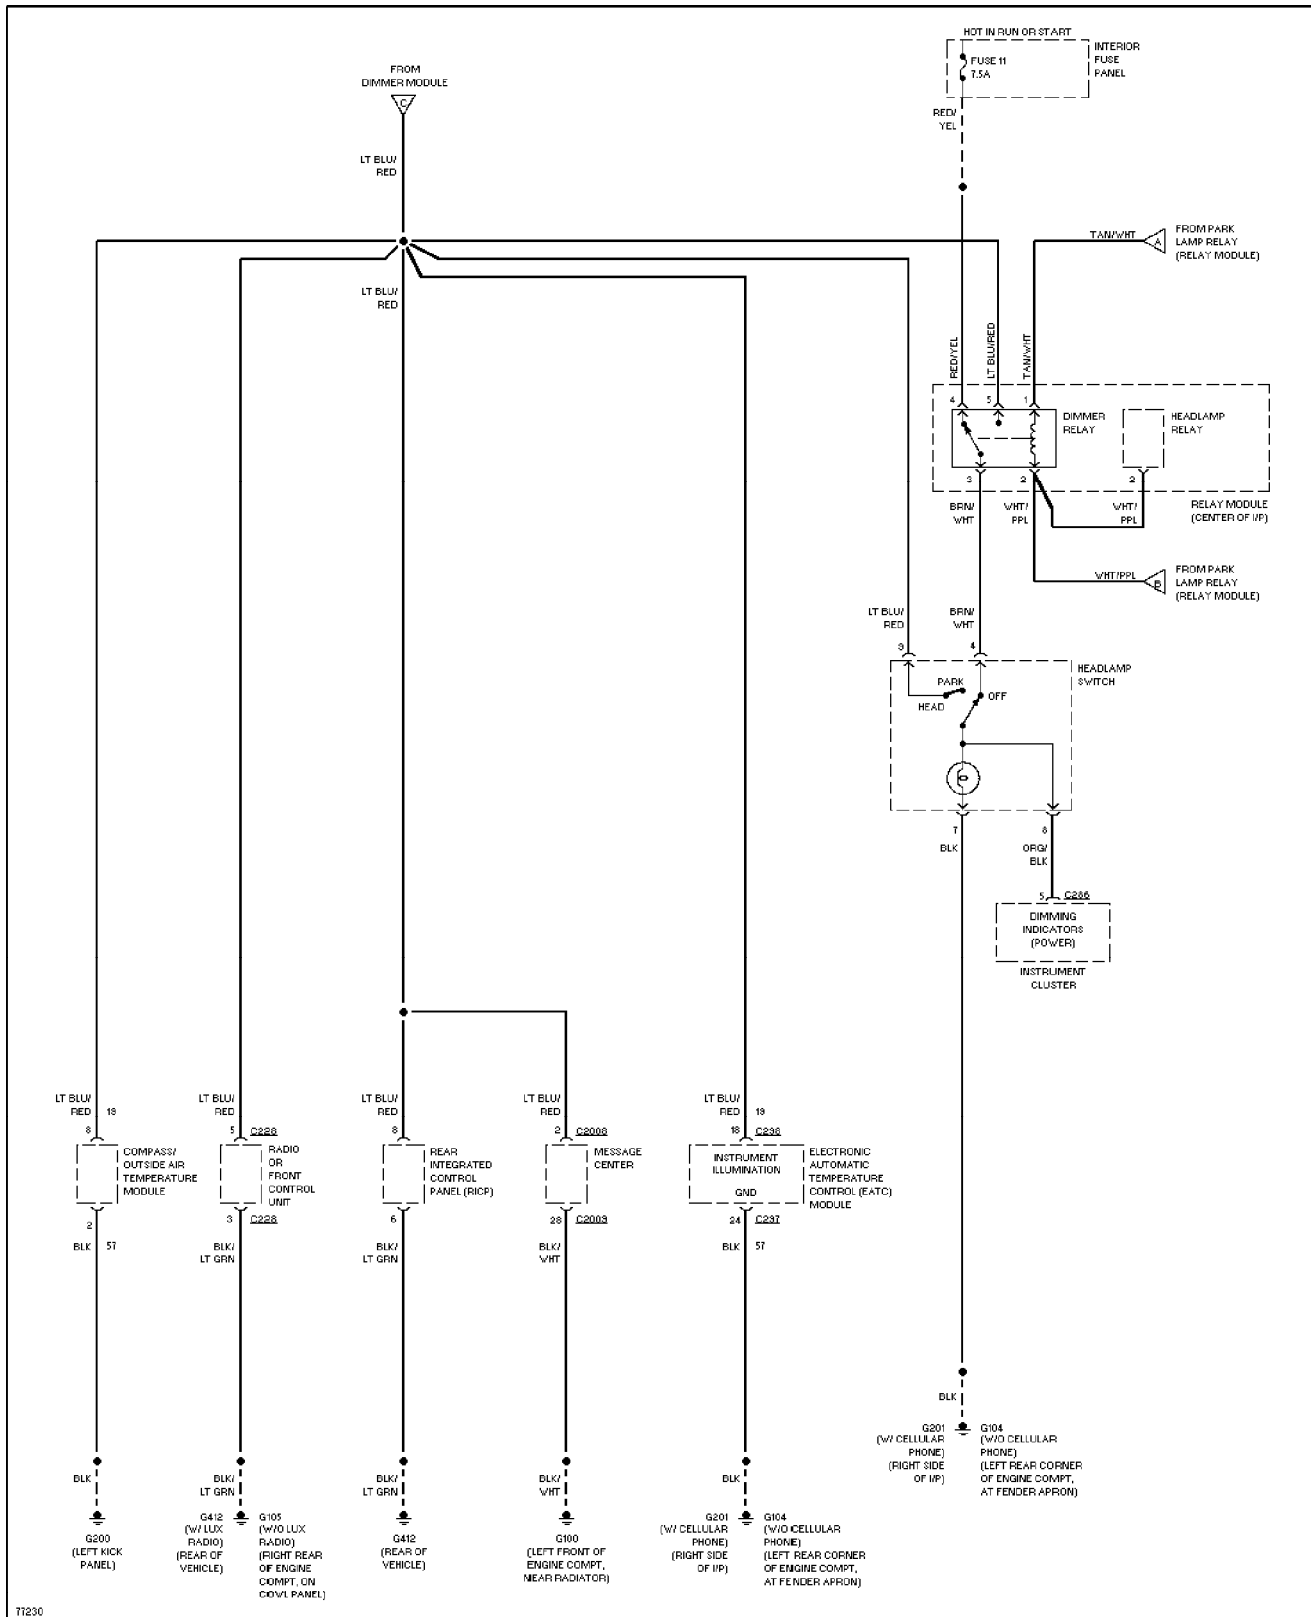 HOT IN RUN OR START
FUSE 11
7.5A
INTERIOR
FUSE
PANEL
FROM
DIMMER MODULE
C
RED/
YEL
LT BLU/
RED
TAN/WHT
A
FROM PARK
LAMP RELAY
(RELAY MODULE)
LT BLU/
RED
RED/YEL
LT BLU/RED
TAN/WHT
4
5
1
DIMMER
RELAY
HEADLAMP
RELAY
3
2
2
BRN/
WHT
WHT/
PPL
WHT/
PPL
RELAY MODULE
(CENTER OF I/P)
WHT/PPL
B
FROM PARK
LAMP RELAY
(RELAY MODULE)
LT BLU/
RED
BRN/
WHT
9
4
HEADLAMP
SWITCH
PARK
HEAD
OFF
7
8
BLK
ORG/
BLK
5
C286
DIMMING
INDICATORS
(POWER)
INSTRUMENT
CLUSTER
LT BLU/
RED
19
8
COMPASS/
OUTSIDE AIR
TEMPERATURE
MODULE
2
BLK
57
LT BLU/
RED
5
C228
RADIO
OR
FRONT
CONTROL
UNIT
3
C228
BLK/
LT GRN
LT BLU/
RED
8
REAR
INTEGRATED
CONTROL
PANEL (RICP)
6
BLK/
LT GRN
LT BLU/
RED
2
C2008
MESSAGE
CENTER
28
C2009
BLK/
WHT
LT BLU/
RED
19
18
C298
INSTRUMENT
ILLUMINATION
GND
ELECTRONIC
AUTOMATIC
TEMPERATURE
CONTROL (EATC)
MODULE
24
C297
BLK
57
BLK
G201
(W/ CELLULAR
PHONE)
(RIGHT SIDE
OF I/P)
G104
(W/O CELLULAR
PHONE)
(LEFT REAR CORNER
OF ENGINE COMPT,
AT FENDER APRON)
BLK
G200
(LEFT KICK
PANEL)
BLK/
LT GRN
G412
(W/ LUX
RADIO)
(REAR OF
VEHICLE)
G105
(W/O LUX
RADIO)
(RIGHT REAR
OF ENGINE
COMPT, ON
COWL PANEL)
BLK/
LT GRN
G412
(REAR OF
VEHICLE)
BLK/
WHT
G100
(LEFT FRONT OF
ENGINE COMPT,
NEAR RADIATOR)
BLK
G201
(W/ CELLULAR
PHONE)
(RIGHT SIDE
OF I/P)
G104
(W/O CELLULAR
PHONE)
(LEFT REAR CORNER
OF ENGINE COMPT,
AT FENDER APRON)
77230